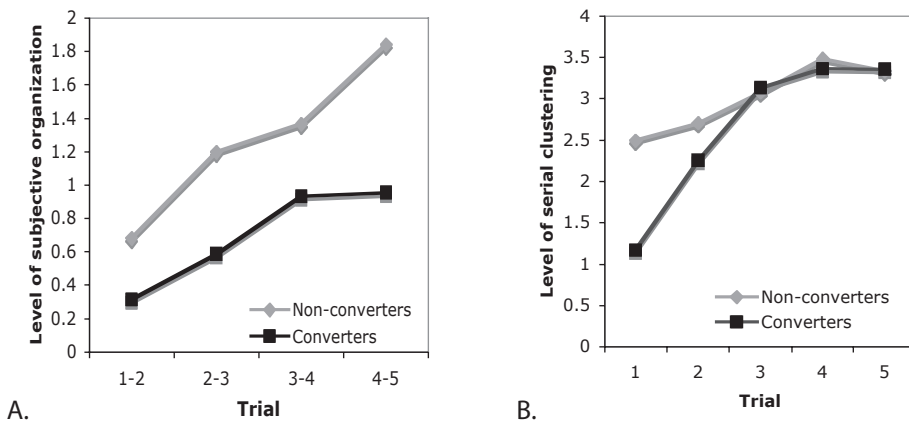 Level of subjective organization
2
1.8
1.6
1.4
1.2
1
0.8
0.6
0.4
0.2
0
Non-converters
Converters
1-2 2-3 3-4 4-5
Trial
A.
Level of serial clustering
4
3.5
3
2.5
2
1.5
1
0.5
0
Non-converters
Converters
1 2 3 4 5
Trial
B.